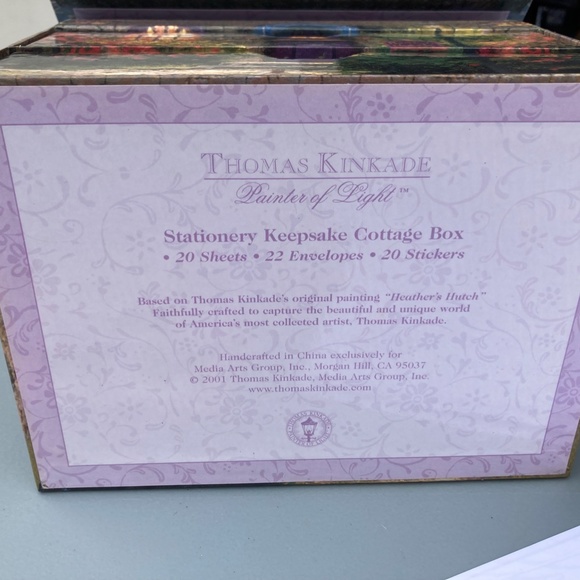 THOMAS KINKADE
Painter of Light™
Stationery Keepsake Cottage Box
• 20 Sheets • 22 Envelopes • 20 Stickers
Based on Thomas Kinkade's original painting "Heather's Hutch"
Faithfully crafted to capture the beautiful and unique world
of America's most collected artist, Thomas Kinkade.
Handcrafted in China exclusively for
Media Arts Group, Inc., Morgan Hill, CA 95037
© 2001 Thomas Kinkade, Media Arts Group, Inc.
www.thomaskinkade.com
THOMAS KINKADE